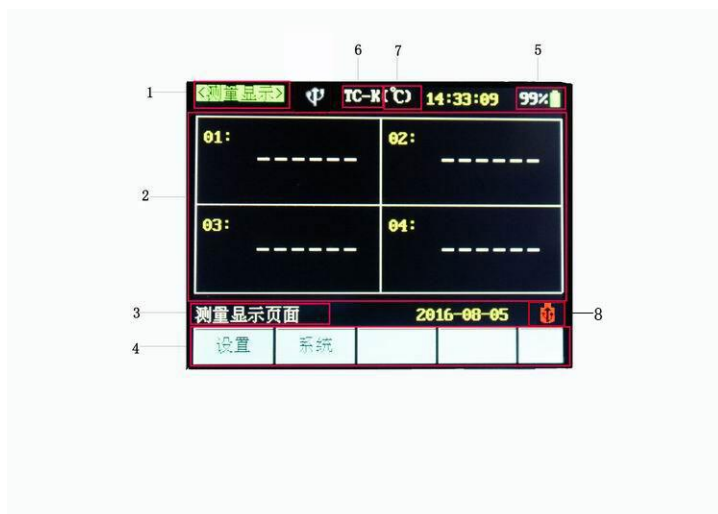 6 7 5
1 <测量显示> TC-K(℃) 14:33:09 99%
01: ------ 02: ------
2
03: ------ 04: ------
3 测量显示页面 2016-08-05 8
4 设置 系统